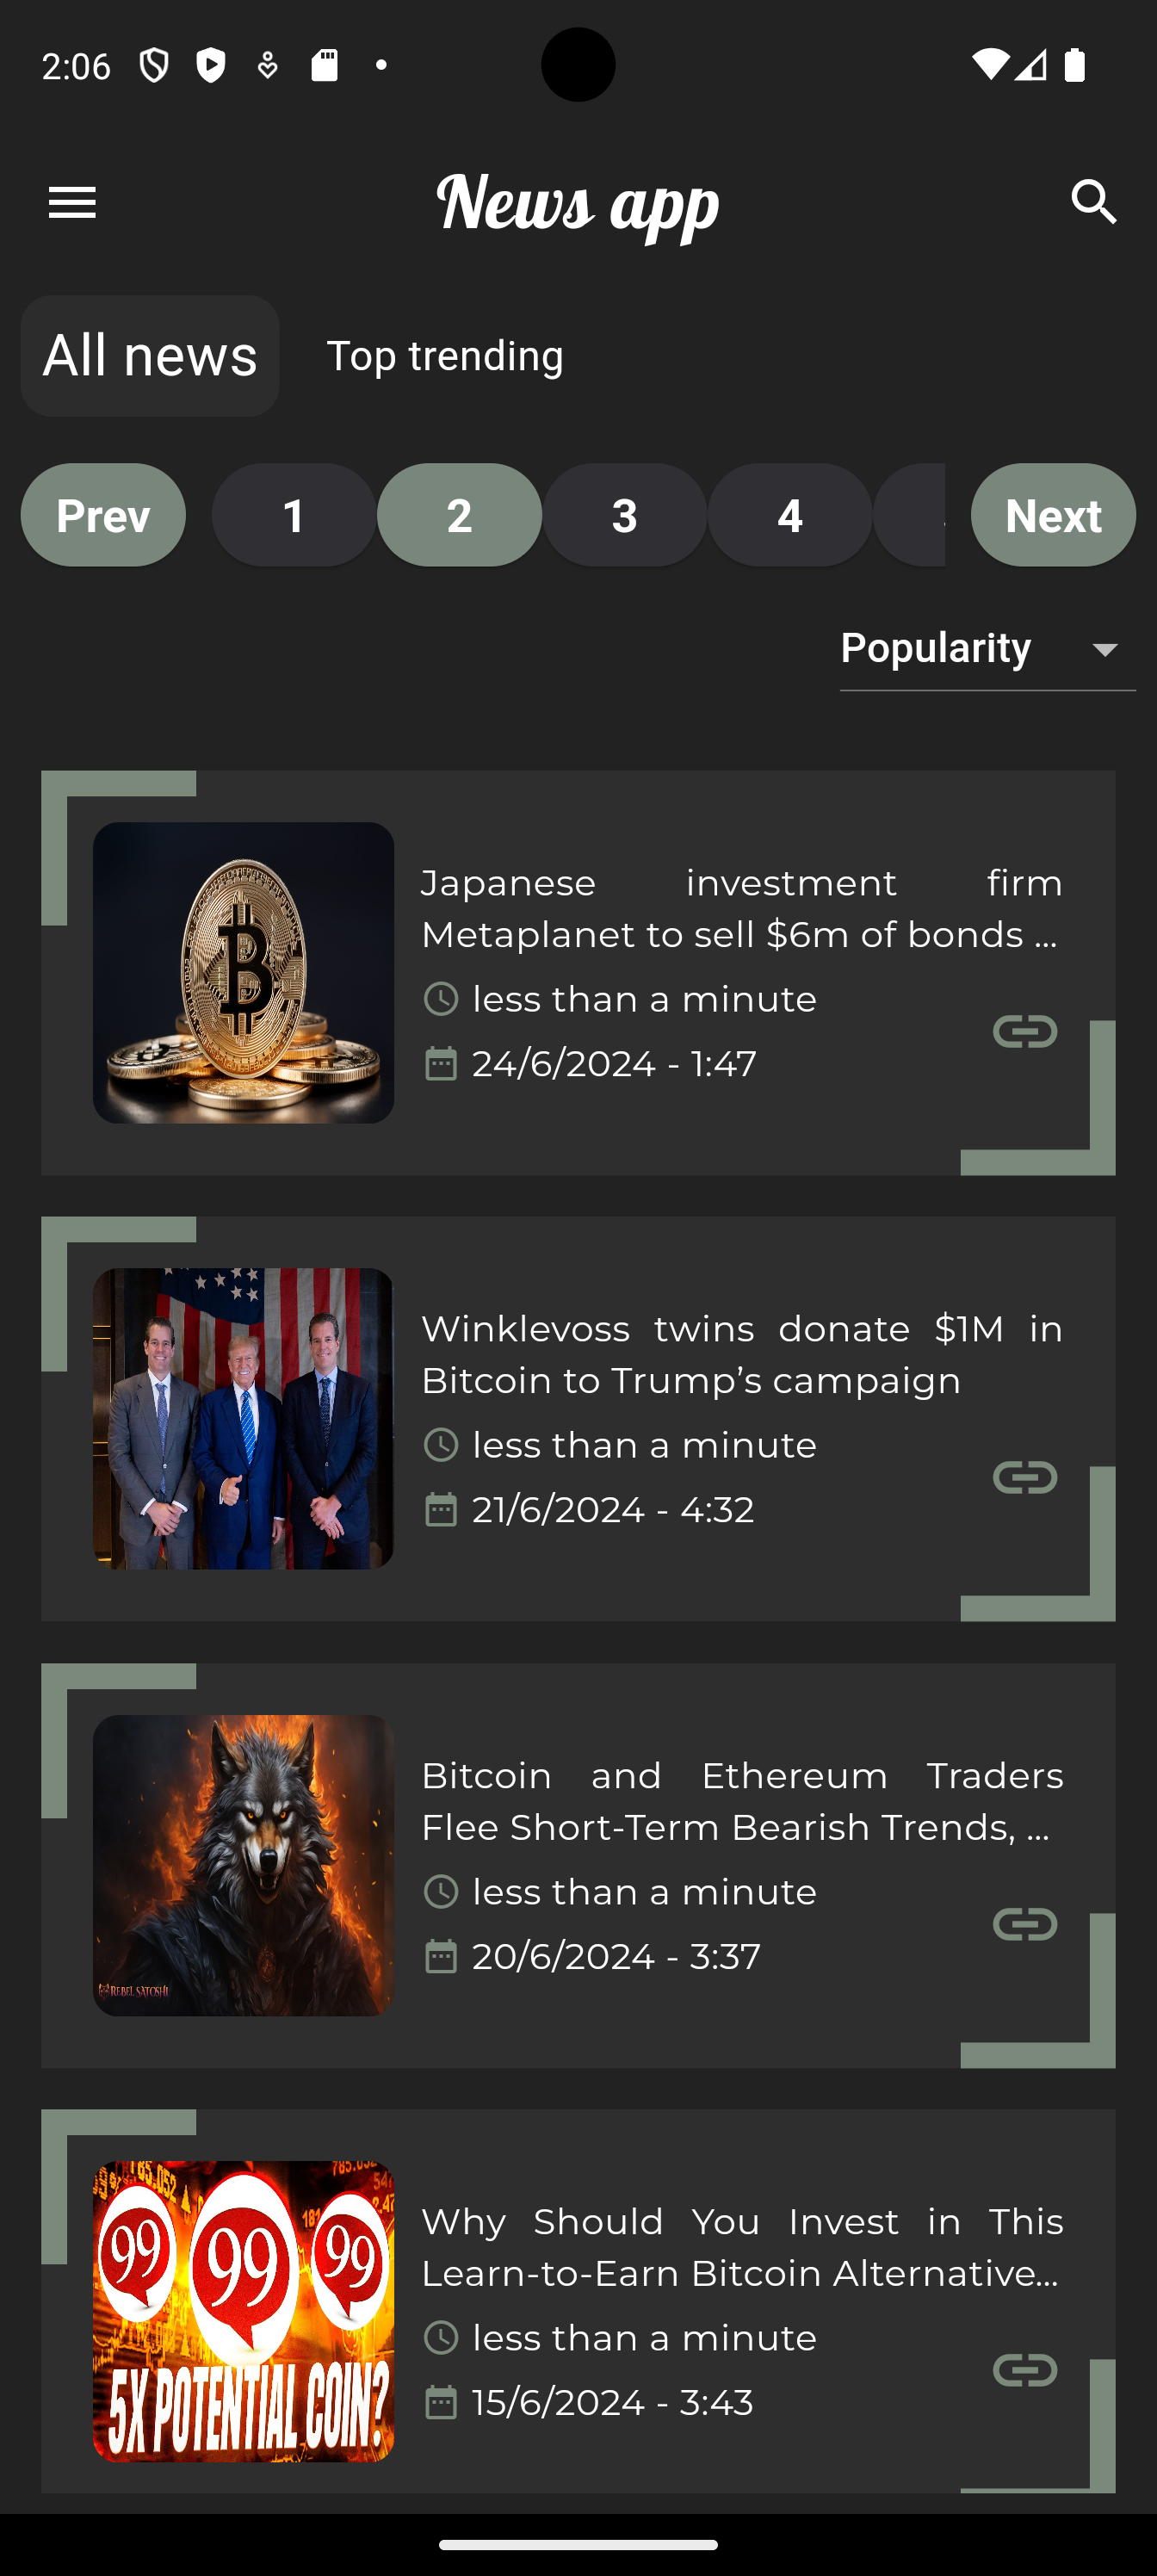 2:06
News app
All news
Top trending
Prev
1
2
3
4
Next
Popularity
Japanese investment firm
Metaplanet to sell $6m of bonds ...
less than a minute
24/6/2024 - 1:47
Winklevoss twins donate $1M in
Bitcoin to Trump’s campaign
less than a minute
21/6/2024 - 4:32
Bitcoin and Ethereum Traders
Flee Short-Term Bearish Trends, ...
less than a minute
20/6/2024 - 3:37
REBEL SATOSHI
Why Should You Invest in This
Learn-to-Earn Bitcoin Alternative...
less than a minute
15/6/2024 - 3:43
785.052
99
99
99
5X POTENTIAL COIN?